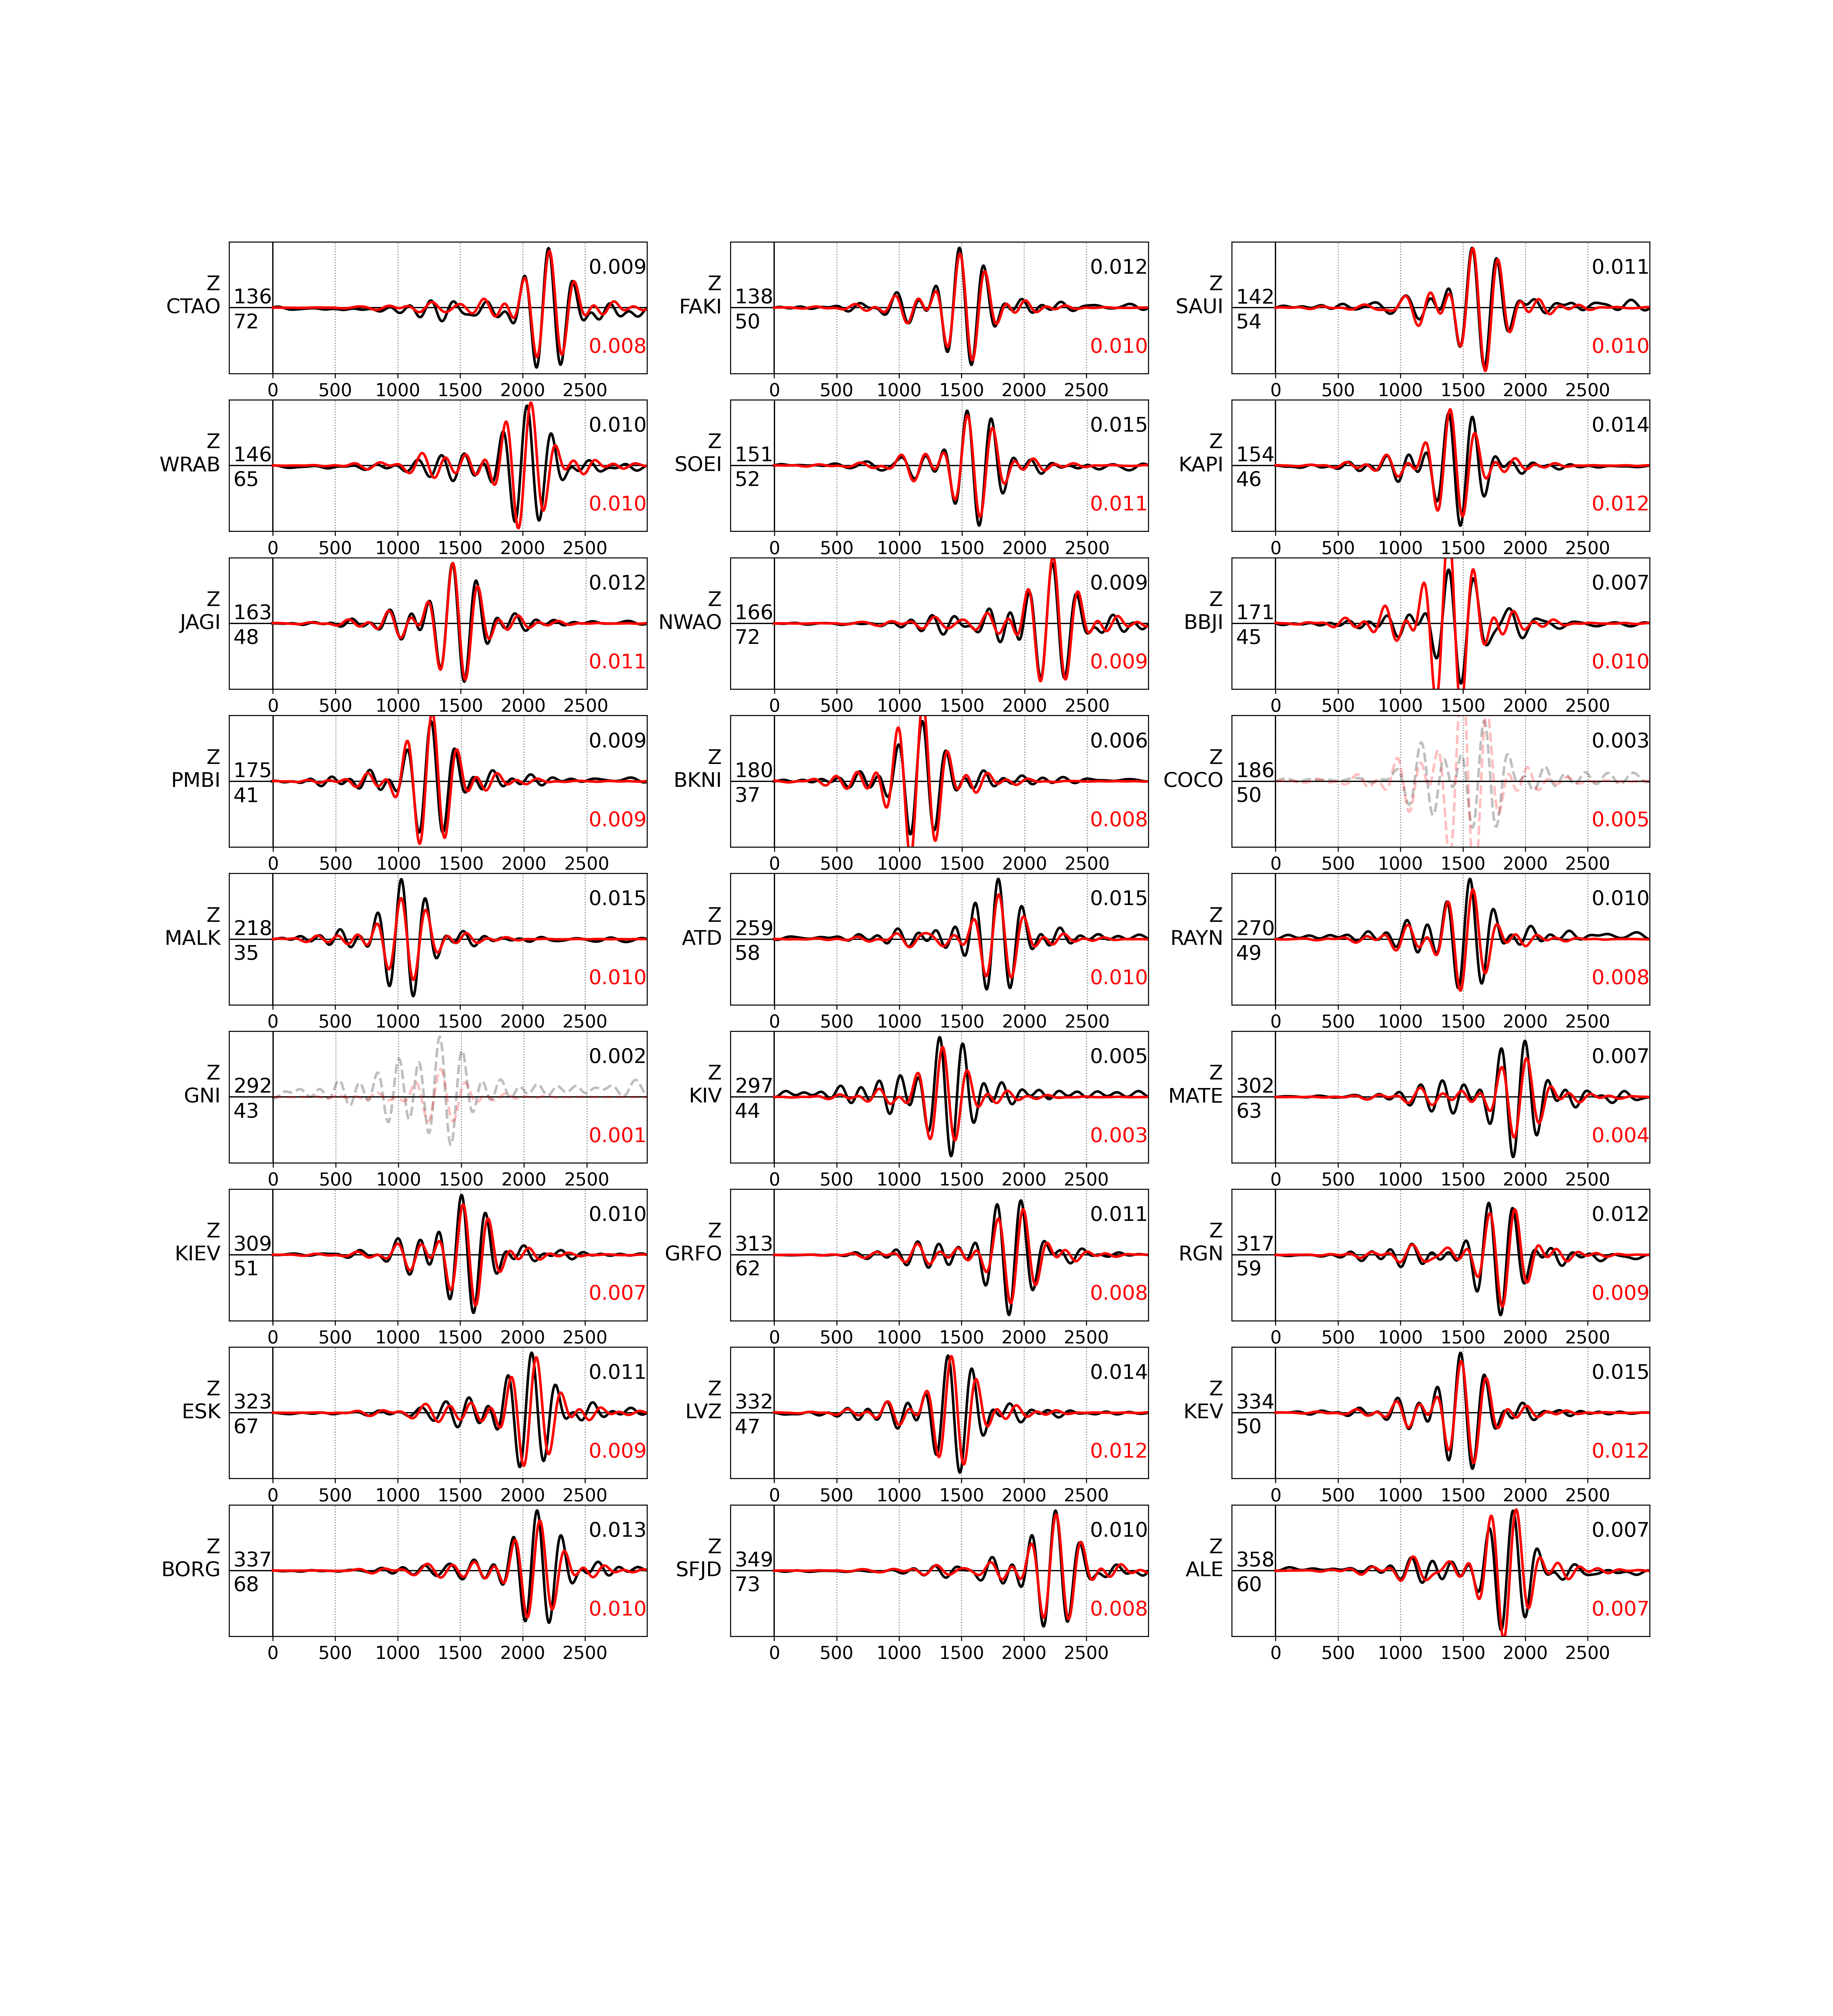 Z CTAO 136 72 0.009 0.008
0 500 1000 1500 2000 2500
Z FAKI 138 50 0.012 0.010
0 500 1000 1500 2000 2500
Z SAUI 142 54 0.011 0.010
0 500 1000 1500 2000 2500
Z WRAB 146 65 0.010 0.010
0 500 1000 1500 2000 2500
Z SOEI 151 52 0.015 0.011
0 500 1000 1500 2000 2500
Z KAPI 154 46 0.014 0.012
0 500 1000 1500 2000 2500
Z JAGI 163 48 0.012 0.011
0 500 1000 1500 2000 2500
Z NWAO 166 72 0.009 0.009
0 500 1000 1500 2000 2500
Z BBJI 171 45 0.007 0.010
0 500 1000 1500 2000 2500
Z PMBI 175 41 0.009 0.009
0 500 1000 1500 2000 2500
Z BKNI 180 37 0.006 0.008
0 500 1000 1500 2000 2500
Z COCO 186 50 0.003 0.005
0 500 1000 1500 2000 2500
Z MALK 218 35 0.015 0.010
0 500 1000 1500 2000 2500
Z ATD 259 58 0.015 0.010
0 500 1000 1500 2000 2500
Z RAYN 270 49 0.010 0.008
0 500 1000 1500 2000 2500
Z GNI 292 43 0.002 0.001
0 500 1000 1500 2000 2500
Z KIV 297 44 0.005 0.003
0 500 1000 1500 2000 2500
Z MATE 302 63 0.007 0.004
0 500 1000 1500 2000 2500
Z KIEV 309 51 0.010 0.007
0 500 1000 1500 2000 2500
Z GRFO 313 62 0.011 0.008
0 500 1000 1500 2000 2500
Z RGN 317 59 0.012 0.009
0 500 1000 1500 2000 2500
Z ESK 323 67 0.011 0.009
0 500 1000 1500 2000 2500
Z LVZ 332 47 0.014 0.012
0 500 1000 1500 2000 2500
Z KEV 334 50 0.015 0.012
0 500 1000 1500 2000 2500
Z BORG 337 68 0.013 0.010
0 500 1000 1500 2000 2500
Z SFJD 349 73 0.010 0.008
0 500 1000 1500 2000 2500
Z ALE 358 60 0.007 0.007
0 500 1000 1500 2000 2500